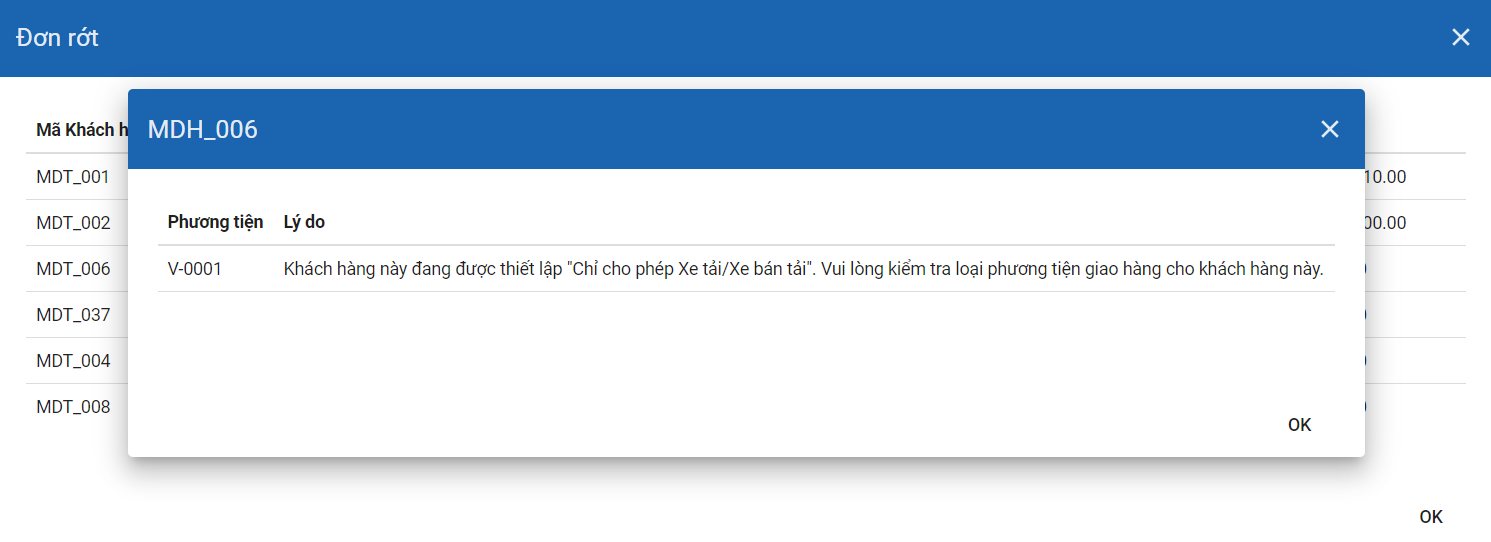 Đơn rớt
MDH_006
Mã Khách h
Phương tiện Lý do
V-0001 Khách hàng này đang được thiết lập "Chỉ cho phép Xe tải/Xe bán tải". Vui lòng kiểm tra loại phương tiện giao hàng cho khách hàng này.
MDT_001 10.00
MDT_002 00.00
MDT_006
MDT_037
MDT_004
MDT_008
OK
OK